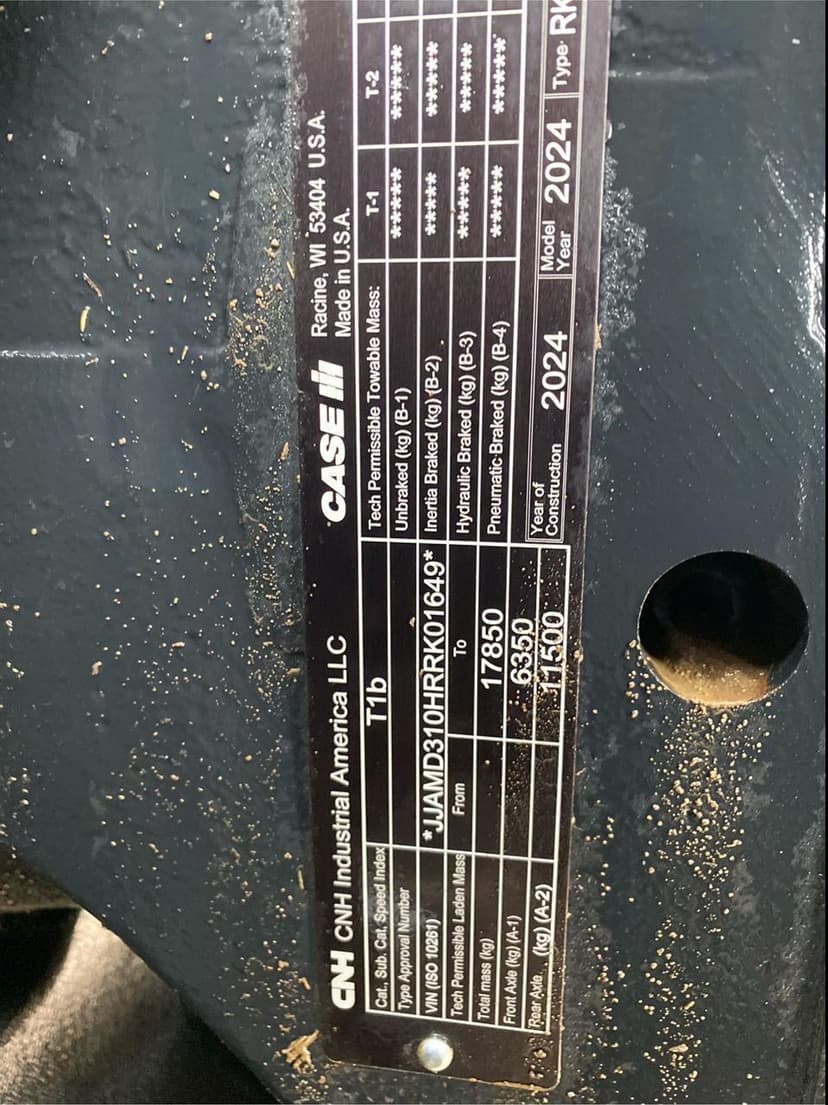 CNH CNH Industrial America LLC CASE IH Racine, WI 53404 U.S.A.
Made in U.S.A.
Cat., Sub. Cat, Speed Index T1b Tech Permissible Towable Mass: T-1 T-2
Type Approval Number Unbraked (kg) (B-1) ***** *****
VIN (ISO 10261) *JJAMD310HRRK01649* Inertia Braked (kg) (B-2) ***** *****
Tech Permissible Laden Mass From To Hydraulic Braked (kg) (B-3) ***** *****
Total mass (kg) 17850 Pneumatic Braked (kg) (B-4) ***** *****
Front Axle (kg) (A-1) 6350
Rear Axle (kg) (A-2) 11500 Year of Construction 2024 Model Year 2024 Type: RK